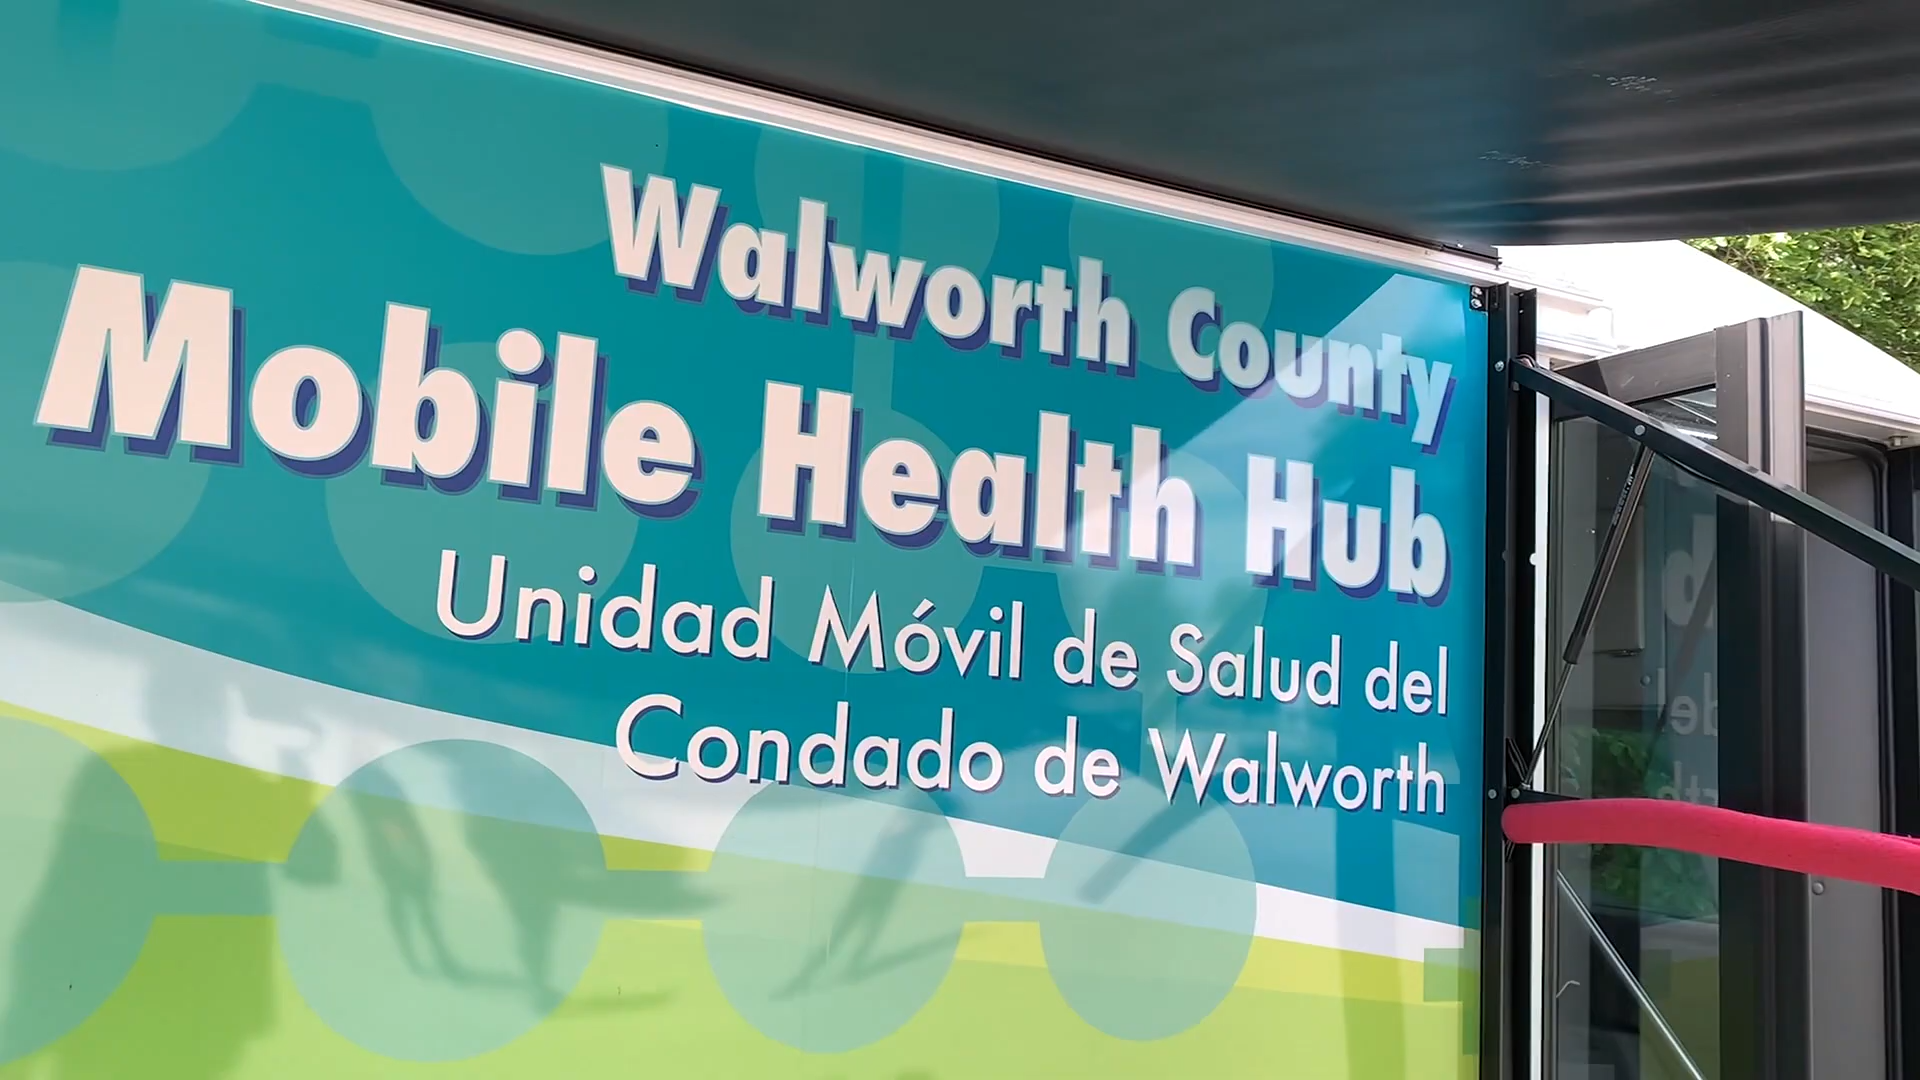 Walworth County
Mobile Health Hub
Unidad Móvil de Salud del
Condado de Walworth